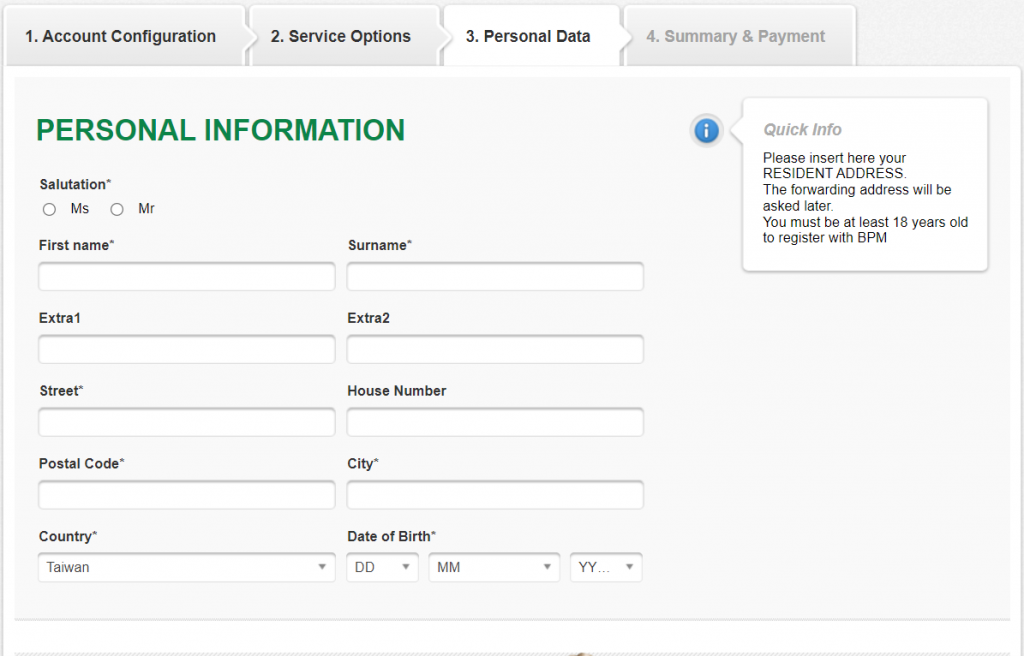 1. Account Configuration
2. Service Options
3. Personal Data
4. Summary & Payment
PERSONAL INFORMATION
Quick Info
Please insert here your
RESIDENT ADDRESS.
The forwarding address will be
asked later.
You must be at least 18 years old
to register with BPM
Salutation*
Ms Mr
First name* Surname*
Extra1 Extra2
Street* House Number
Postal Code* City*
Country* Date of Birth*
Taiwan DD MM YY...